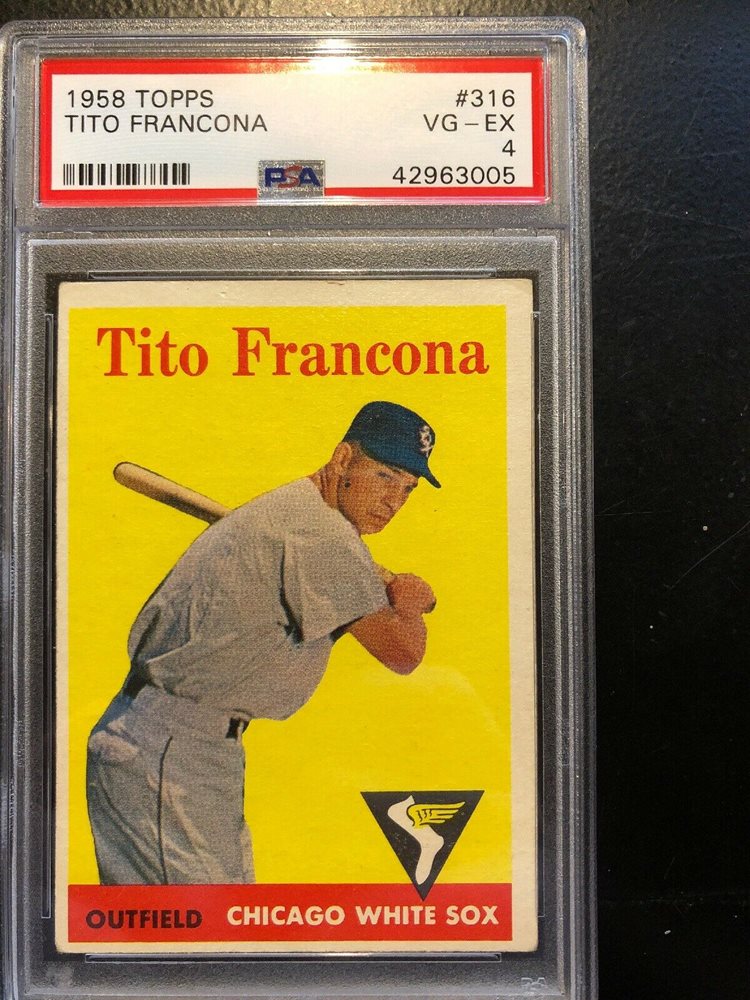 1958 TOPPS #316
TITO FRANCONA VG-EX
4
PSA 42963005
Tito Francona
OUTFIELD CHICAGO WHITE SOX